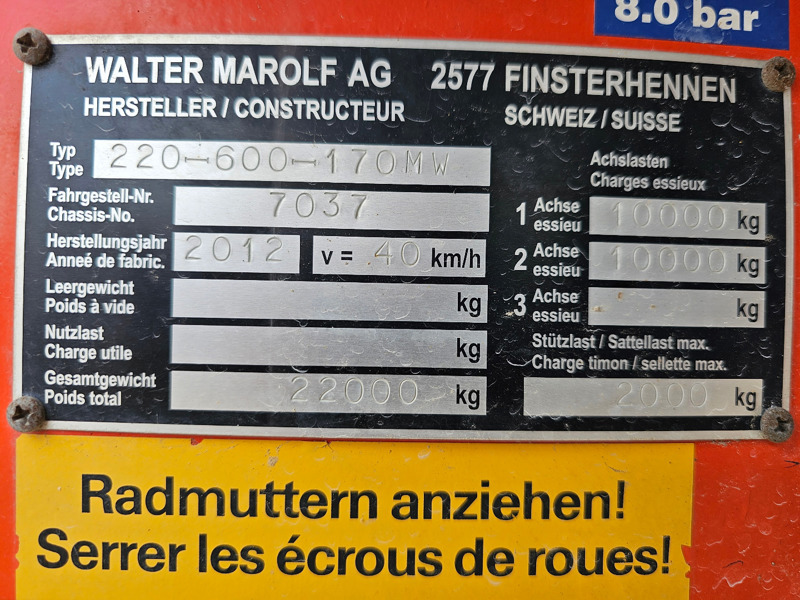 8.0 bar
WALTER MAROLF AG 2577 FINSTERHENNEN
HERSTELLER / CONSTRUCTEUR SCHWEIZ / SUISSE
Typ
Type 220-600-170MW
Fahrgestell-Nr.
Chassis-No. 7037
Herstellungsjahr
Anneé de fabric. 2012 v = 40 km/h
Leergewicht
Poids à vide kg
Nutzlast
Charge utile kg
Gesamtgewicht
Poids total 22000 kg
Achslasten
Charges essieux
1 Achse
essieu 10000 kg
2 Achse
essieu 10000 kg
3 Achse
essieu kg
Stützlast / Sattellast max.
Charge timon / sellette max.
2000 kg
Radmuttern anziehen!
Serrer les écrous de roues!